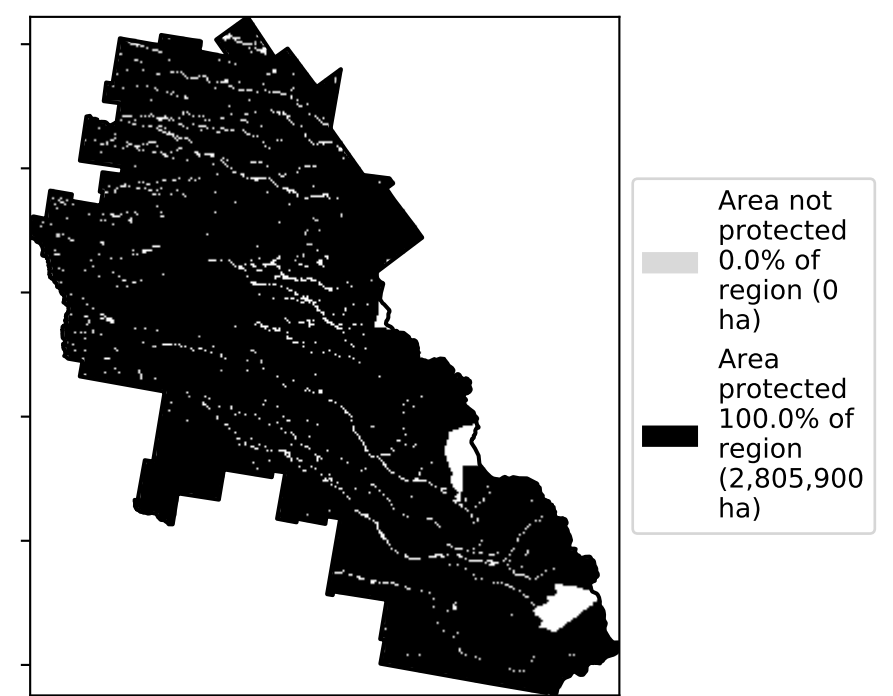 Area not
protected
0.0% of
region (0
ha)
Area
protected
100.0% of
region
(2,805,900
ha)